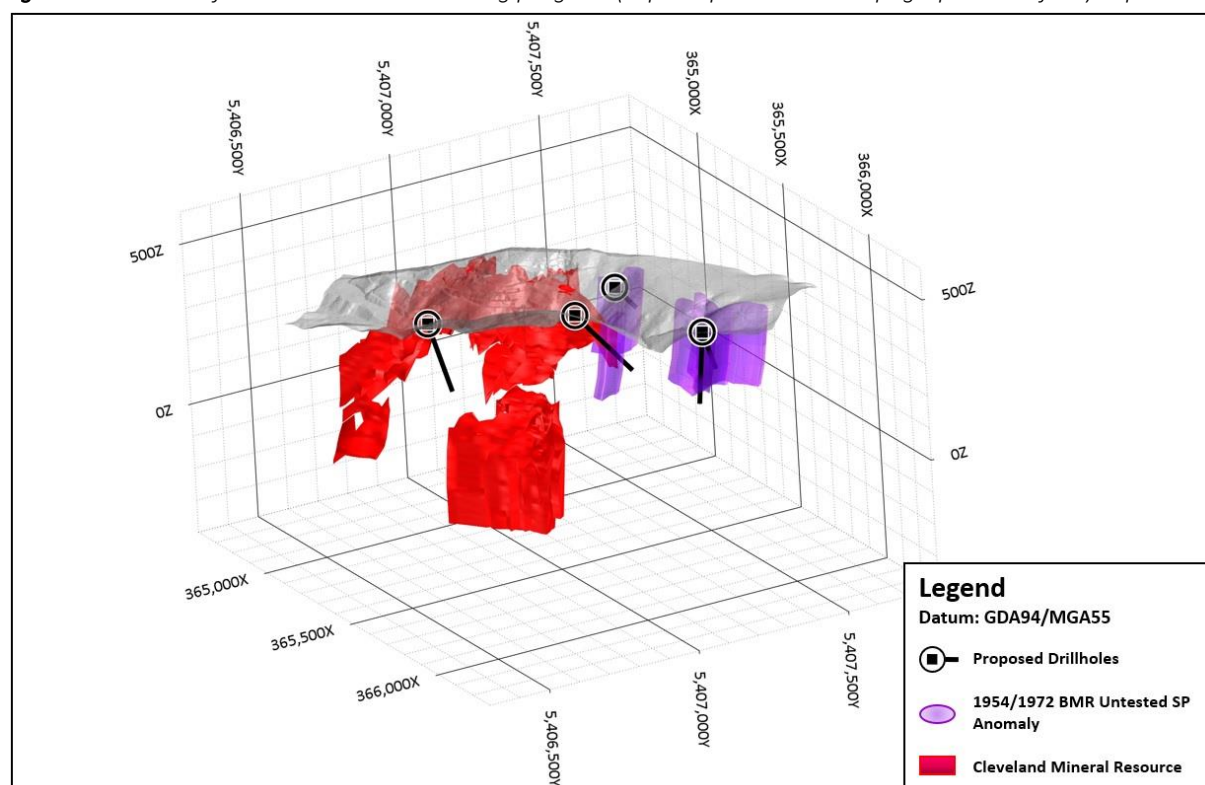 5,406,500Y
5,407,000Y
5,407,500Y
365,000X
365,500X
366,000X
500Z
0Z
500Z
0Z
365,000X
365,500X
366,000X
5,406,500Y
5,407,000Y
5,407,500Y
Legend
Datum: GDA94/MGA55
Proposed Drillholes
1954/1972 BMR Untested SP
Anomaly
Cleveland Mineral Resource